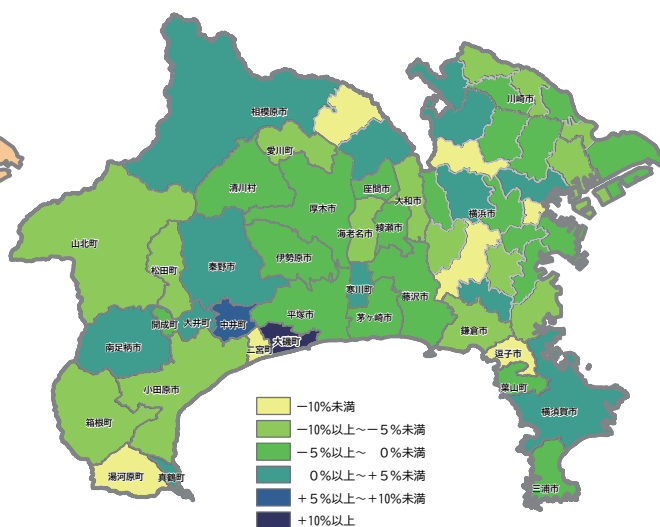 川崎市
相模原市
愛川町
清川村
座間市
大和市
厚木市
横浜市
海老名市
綾瀬市
山北町
松田町
秦野市
伊勢原市
寒川町
藤沢市
開成町
大井町
中井町
平塚市
茅ヶ崎市
鎌倉市
南足柄市
二宮町
大磯町
逗子市
葉山町
小田原市
横須賀市
箱根町
湯河原町
真鶴町
三浦市
－10％未満
－10％以上～－５％未満
－５％以上～　０％未満
０％以上～＋５％未満
＋５％以上～＋10％未満
＋10％以上